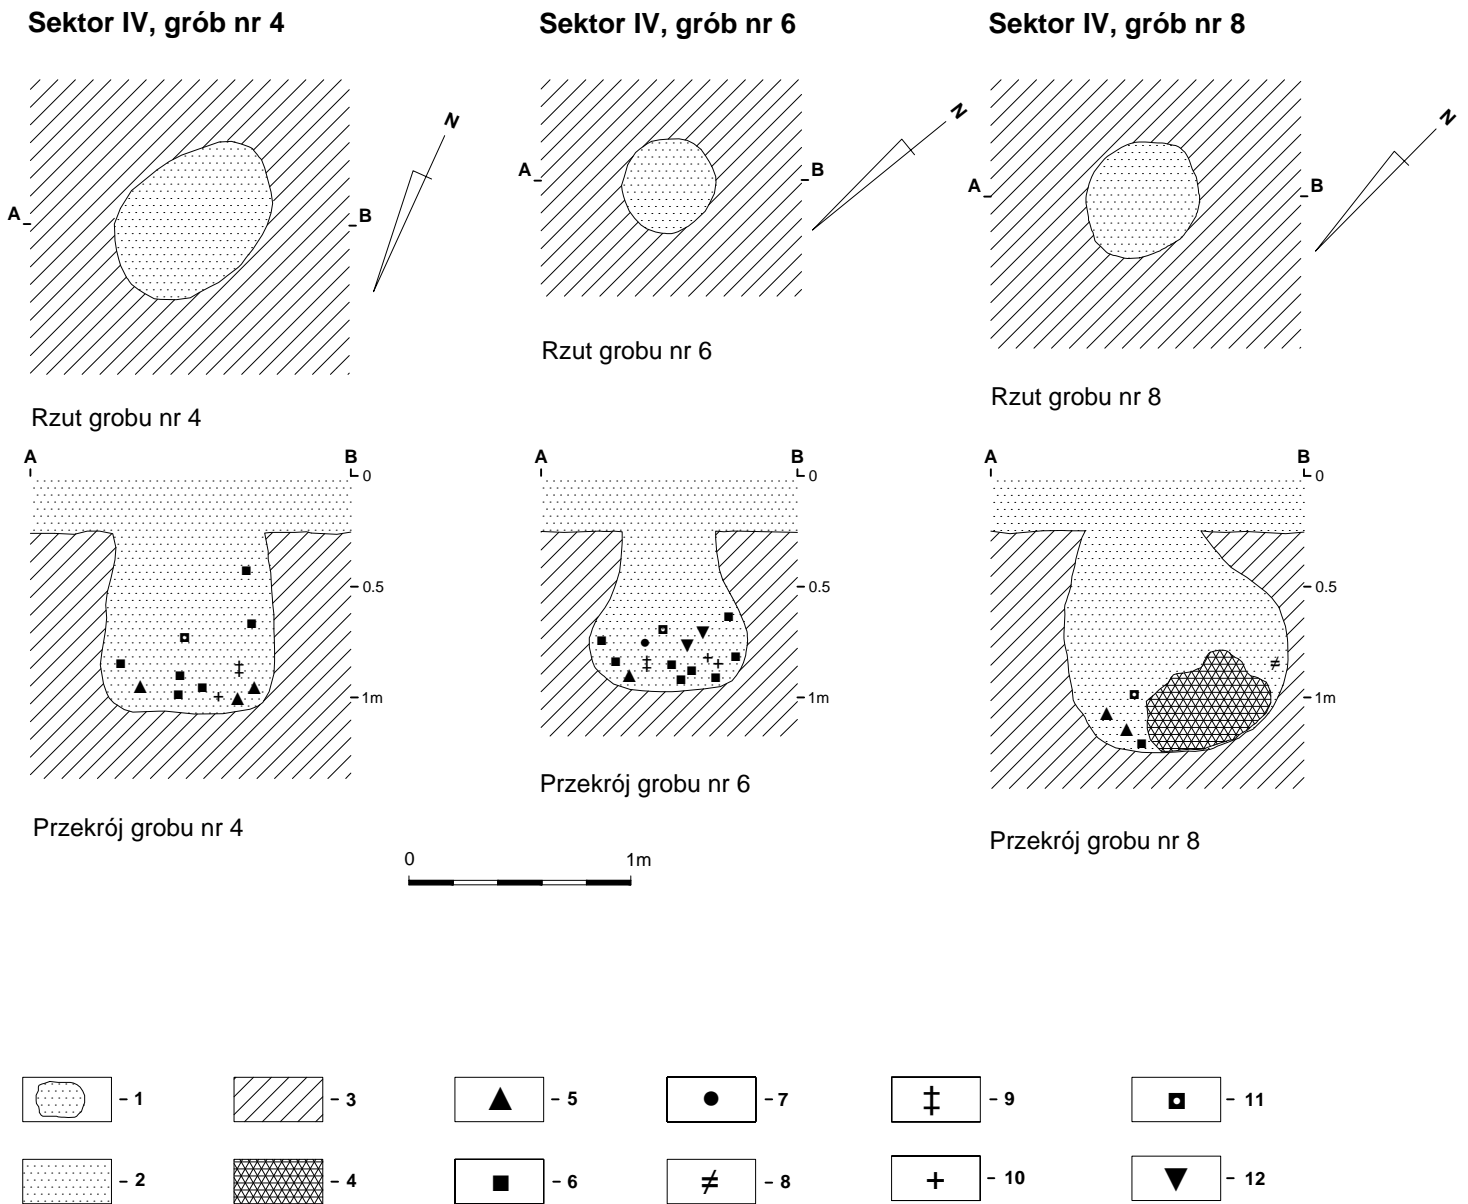 Sektor IV, grób nr 4
Sektor IV, grób nr 6
Sektor IV, grób nr 8
N
A
B
Rzut grobu nr 4
N
A
B
Rzut grobu nr 6
N
A
B
Rzut grobu nr 8
A
B
0
0.5
1m
Przekrój grobu nr 4
A
B
0
0.5
1m
Przekrój grobu nr 6
A
B
0
0.5
1m
Przekrój grobu nr 8
0 1m
- 1
- 3
- 5
- 7
- 9
- 11
- 2
- 4
- 6
- 8
- 10
- 12